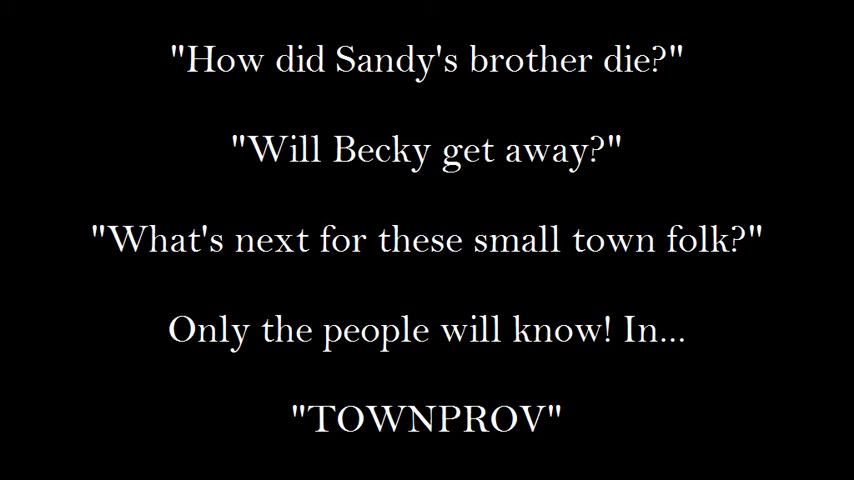 "How did Sandy's brother die?"
"Will Becky get away?"
"What's next for these small town folk?"
Only the people will know! In...
"TOWNPROV"